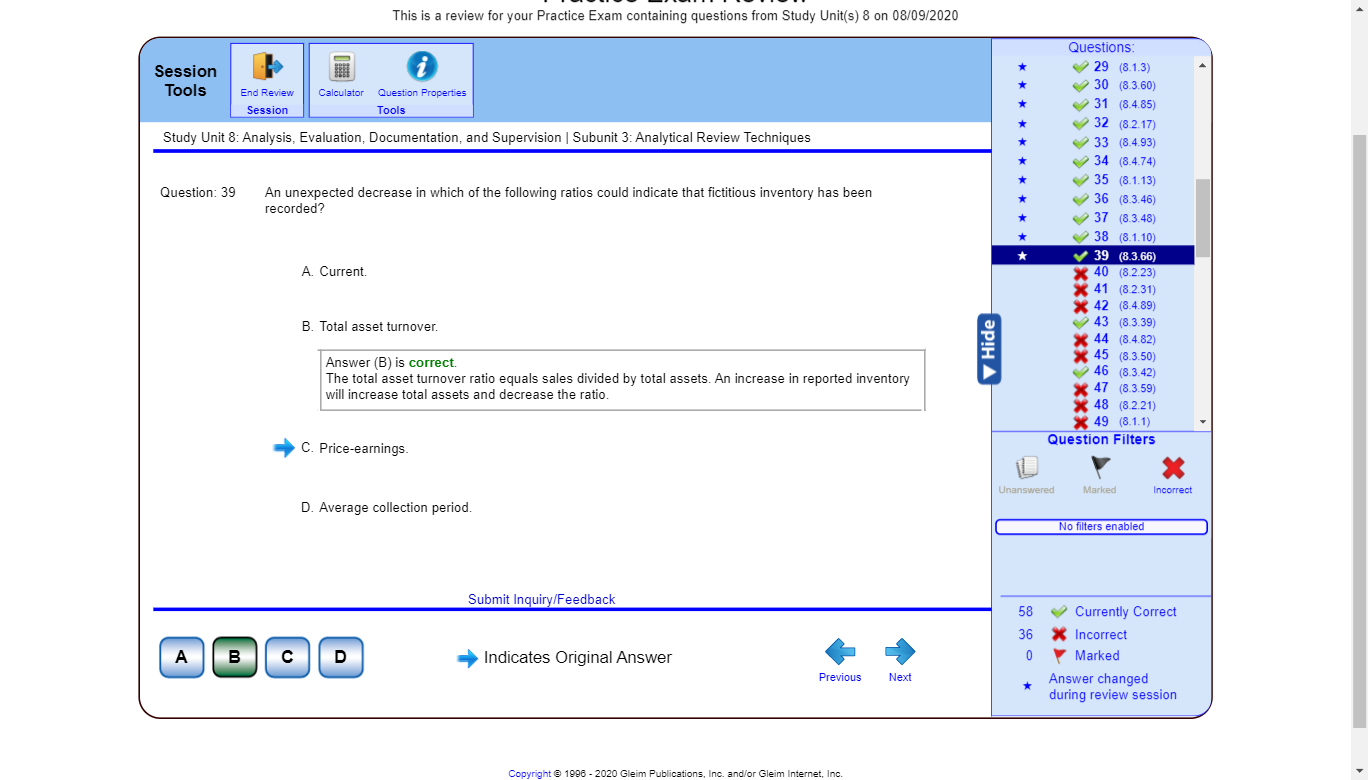 Practice Exam Review
This is a review for your Practice Exam containing questions from Study Unit(s) 8 on 08/09/2020
Session
Tools
End Review
Session
Calculator
Question Properties
Tools
Study Unit 8: Analysis, Evaluation, Documentation, and Supervision | Subunit 3: Analytical Review Techniques
Question: 39
An unexpected decrease in which of the following ratios could indicate that fictitious inventory has been
recorded?
A. Current.
B. Total asset turnover.
Answer (B) is correct.
The total asset turnover ratio equals sales divided by total assets. An increase in reported inventory
will increase total assets and decrease the ratio.
C. Price-earnings.
D. Average collection period.
Submit Inquiry/Feedback
A B C D
Indicates Original Answer
Previous
Next
Hide
Questions:
29 (8.1.3)
30 (8.3.60)
31 (8.4.85)
32 (8.2.17)
33 (8.4.93)
34 (8.4.74)
35 (8.1.13)
36 (8.3.46)
37 (8.3.48)
38 (8.1.10)
39 (8.3.66)
40 (8.2.23)
41 (8.2.31)
42 (8.4.89)
43 (8.3.39)
44 (8.4.82)
45 (8.3.50)
46 (8.3.42)
47 (8.3.59)
48 (8.2.21)
49 (8.1.1)
Question Filters
Unanswered
Marked
Incorrect
No filters enabled
58 Currently Correct
36 Incorrect
0 Marked
Answer changed
during review session
Copyright © 1996 - 2020 Gleim Publications, Inc. and/or Gleim Internet, Inc.